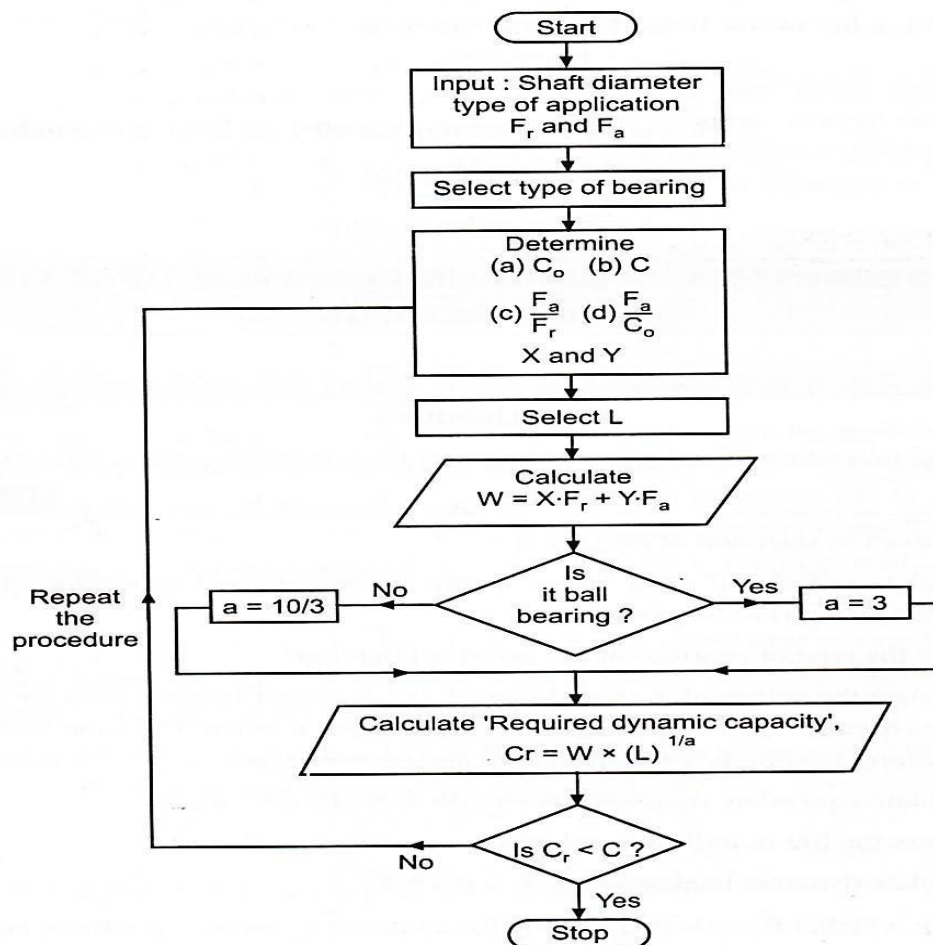 Start
Input : Shaft diameter
type of application
Fr and Fa
Select type of bearing
Determine
(a) Co (b) C
(c) Fa/Fr (d) Fa/Co
X and Y
Select L
Calculate
W = X·Fr + Y·Fa
Is
it ball
bearing ?
No
a = 10/3
Yes
a = 3
Repeat
the
procedure
Calculate 'Required dynamic capacity',
Cr = W × (L) 1/a
Is Cr < C ?
No
Yes
Stop